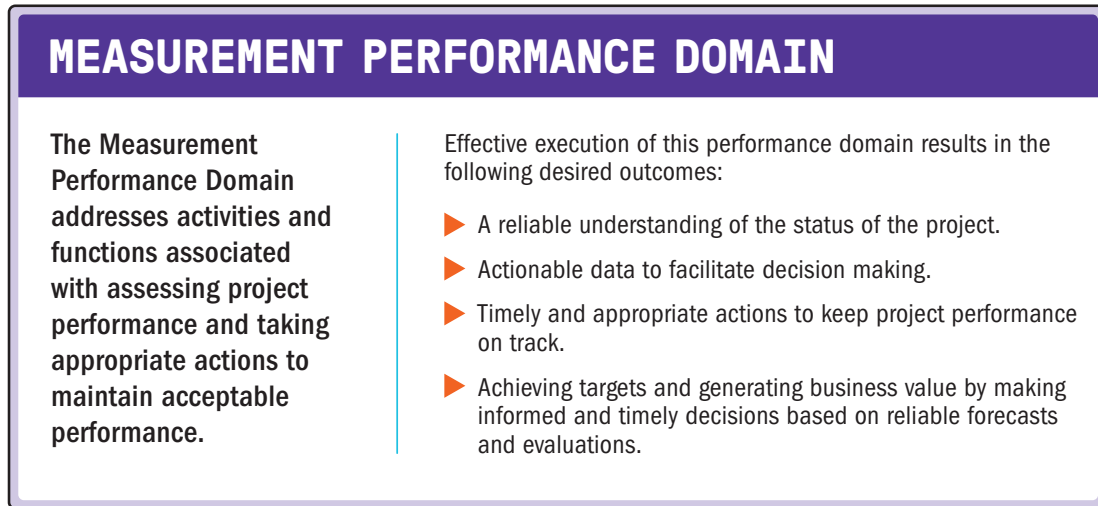 MEASUREMENT PERFORMANCE DOMAIN
The Measurement
Performance Domain
addresses activities and
functions associated
with assessing project
performance and taking
appropriate actions to
maintain acceptable
performance.
Effective execution of this performance domain results in the
following desired outcomes:
A reliable understanding of the status of the project.
Actionable data to facilitate decision making.
Timely and appropriate actions to keep project performance
on track.
Achieving targets and generating business value by making
informed and timely decisions based on reliable forecasts
and evaluations.